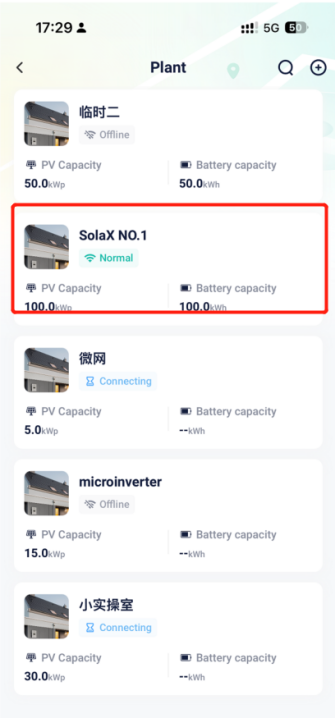 17:29 5G 50
Plant
临时二
Offline
PV Capacity Battery capacity
50.0kWp 50.0kWh
SolaX NO.1
Normal
PV Capacity Battery capacity
100.0kWp 100.0kWh
微网
Connecting
PV Capacity Battery capacity
5.0kWp --kWh
microinverter
Offline
PV Capacity Battery capacity
15.0kWp --kWh
小实操室
Connecting
PV Capacity Battery capacity
30.0kWp --kWh